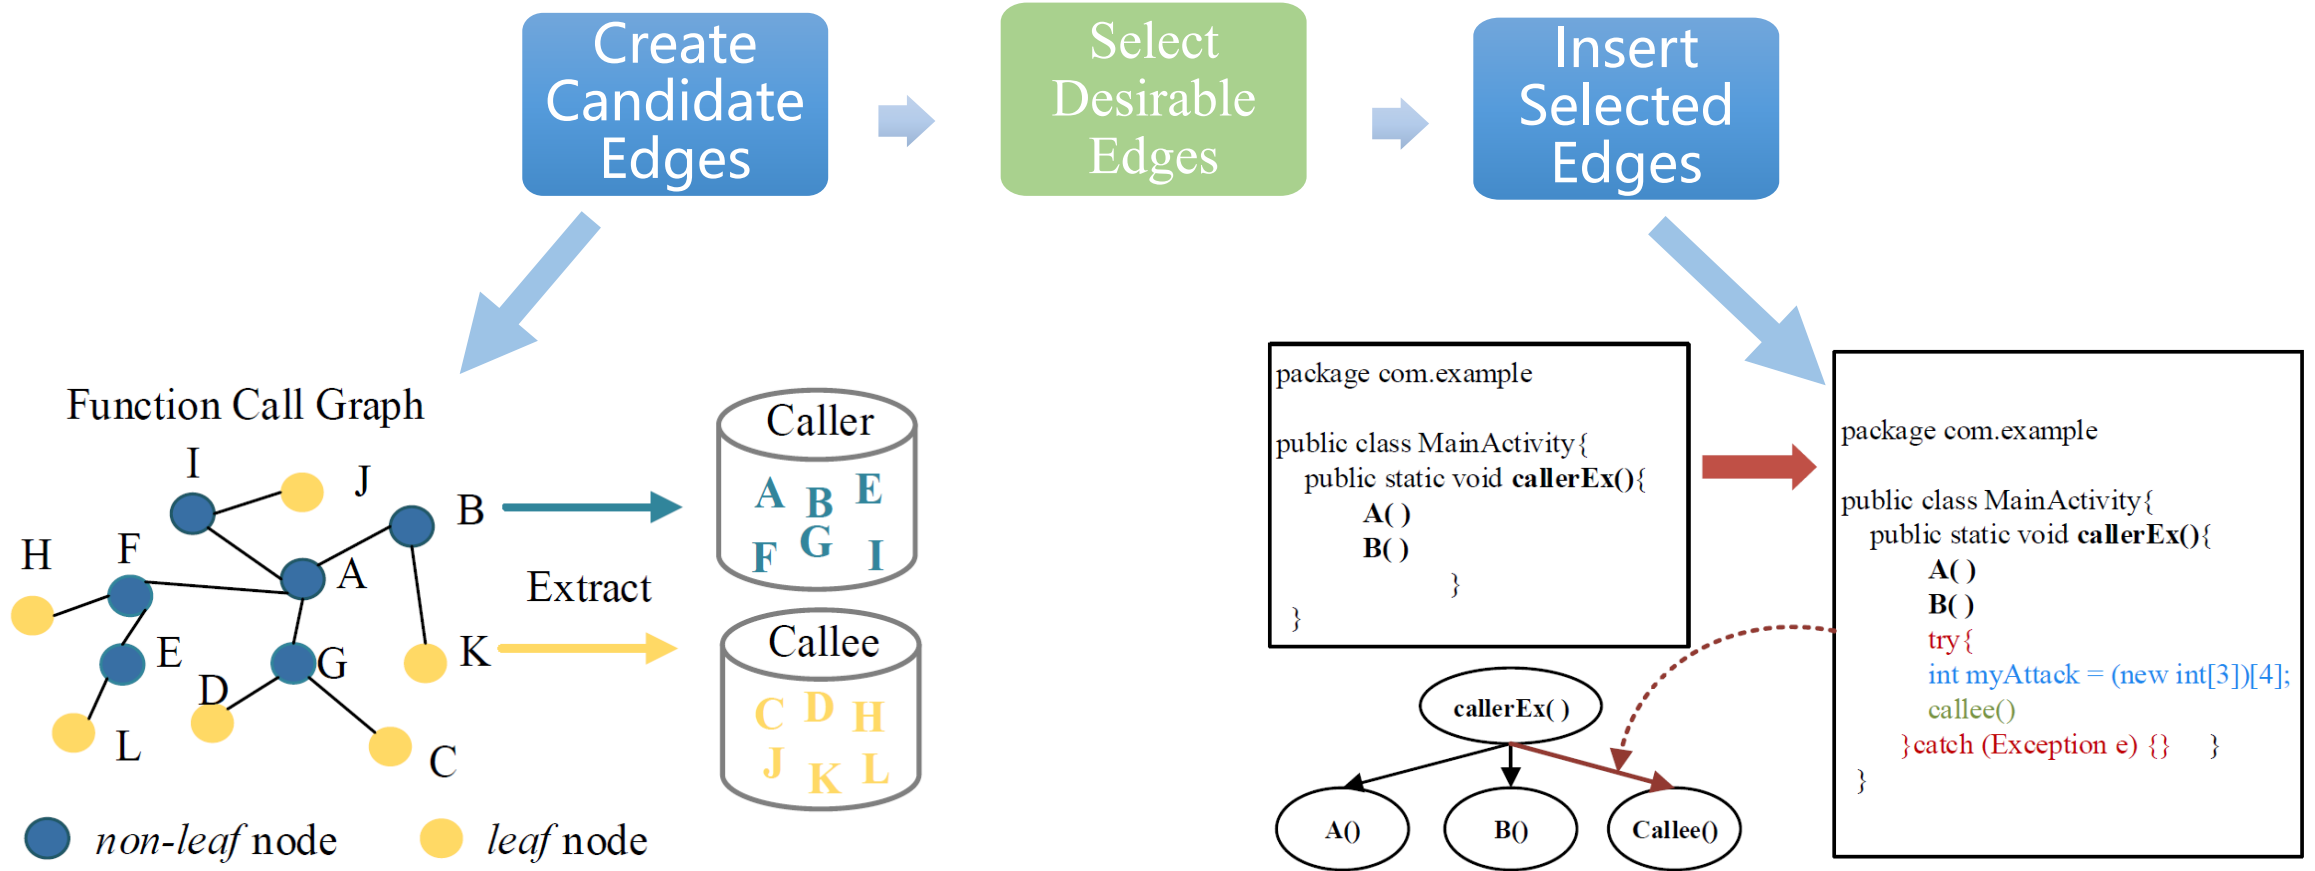 Create
Candidate
Edges
Select
Desirable
Edges
Insert
Selected
Edges
Function Call Graph
I
J
B
H
F
A
E
G
K
D
L
C
non-leaf node
leaf node
Extract
Caller
A B E
F G I
Callee
C D H
J K L
package com.example
public class MainActivity{
public static void callerEx(){
A( )
B( )
}
}
callerEx( )
A()
B()
Callee()
package com.example
public class MainActivity{
public static void callerEx(){
A( )
B( )
try{
int myAttack = (new int[3])[4];
callee()
}catch (Exception e) {} }
}